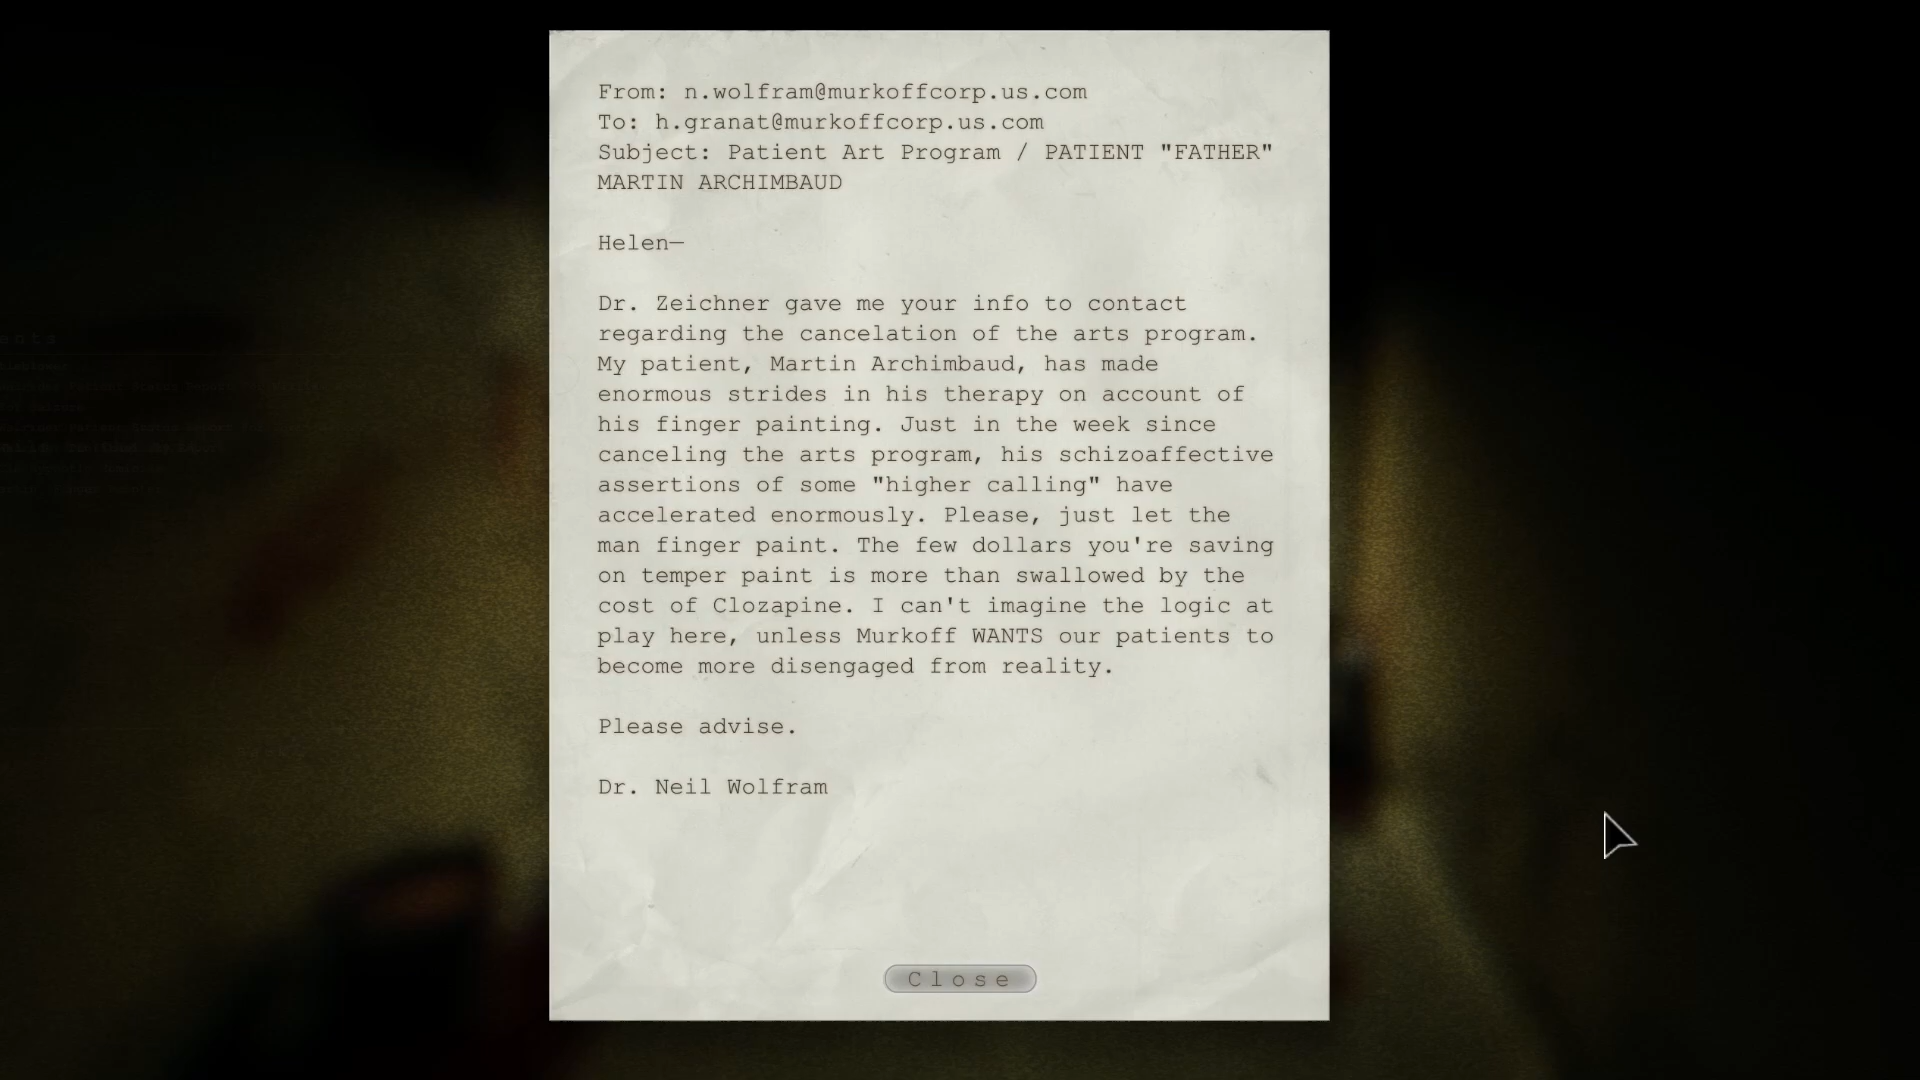 From: n.wolfram@murkoffcorp.us.com
To: h.granat@murkoffcorp.us.com
Subject: Patient Art Program / PATIENT "FATHER"
MARTIN ARCHIMBAUD
Helen—
Dr. Zeichner gave me your info to contact
regarding the cancelation of the arts program.
My patient, Martin Archimbaud, has made
enormous strides in his therapy on account of
his finger painting. Just in the week since
canceling the arts program, his schizoaffective
assertions of some "higher calling" have
accelerated enormously. Please, just let the
man finger paint. The few dollars you're saving
on temper paint is more than swallowed by the
cost of Clozapine. I can't imagine the logic at
play here, unless Murkoff WANTS our patients to
become more disengaged from reality.
Please advise.
Dr. Neil Wolfram
Close